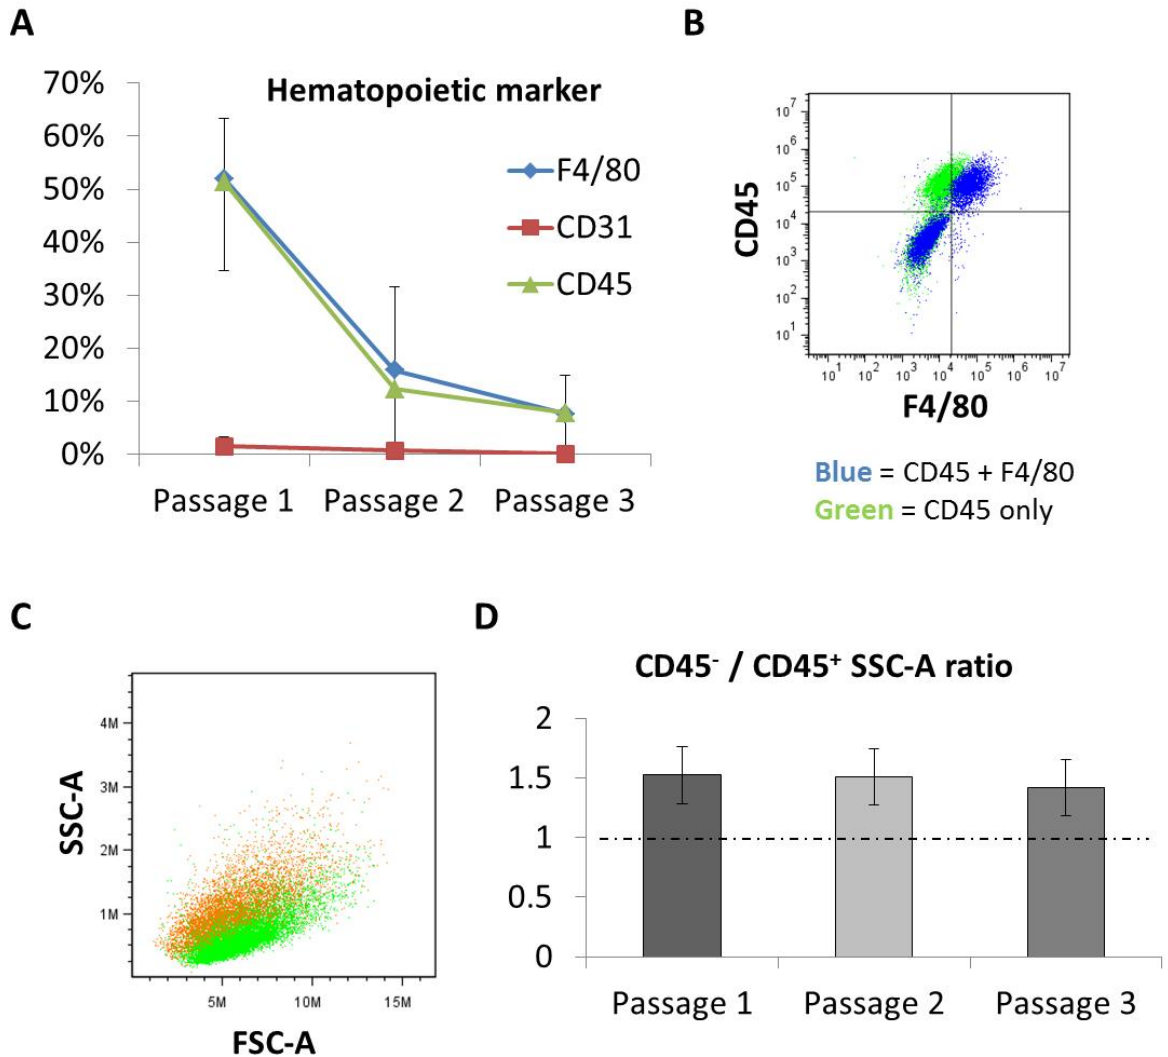 A
Hematopoietic marker
70%
60%
50%
40%
30%
20%
10%
0%
F4/80
CD31
CD45
Passage 1
Passage 2
Passage 3
B
CD45
10⁷
10⁶
10⁵
10⁴
10³
10²
10¹
10¹ 10² 10³ 10⁴ 10⁵ 10⁶ 10⁷
F4/80
Blue = CD45 + F4/80
Green = CD45 only
C
SSC-A
4M
3M
2M
1M
5M 10M 15M
FSC-A
D
CD45⁻ / CD45⁺ SSC-A ratio
2
1.5
1
0.5
0
Passage 1
Passage 2
Passage 3